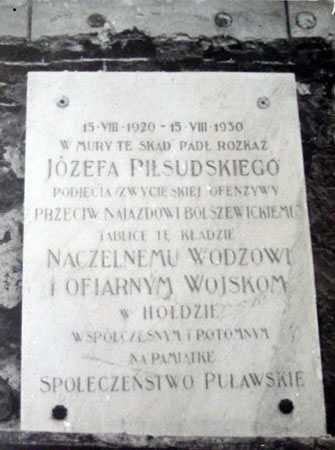 15-VIII-1920 - 15-VIII-1930
W MURY TE SKĄD PADŁ ROZKAZ
JÓZEFA PIŁSUDSKIEGO
PODJĘCIA ZWYCIĘSKIEJ OFENZYWY
PRZECIW NAJAZDOWI BOLSZEWICKIEMU
TABLICĘ TĘ KŁADZIE
NACZELNEMU WODZOWI
I OFIARNYM WOJSKOM
W HOŁDZIE
WSPÓŁCZESNYM I POTOMNYM
NA PAMIĄTKĘ
SPOŁECZEŃSTWO PUŁAWSKIE